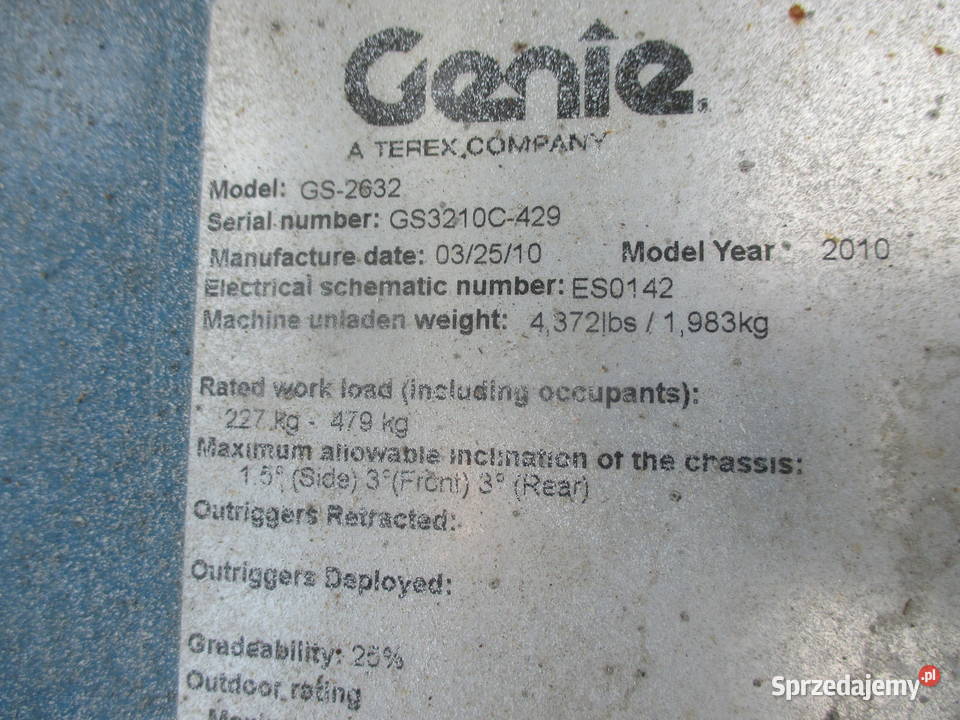 Genie
A TEREX COMPANY
Model: GS-2632
Serial number: GS3210C-429
Manufacture date: 03/25/10 Model Year 2010
Electrical schematic number: ES0142
Machine unladen weight: 4,372lbs / 1,983kg
Rated work load (including occupants):
227 kg - 479 kg
Maximum allowable inclination of the chassis:
1.5° (Side) 3°(Front) 3° (Rear)
Outriggers Retracted:
Outriggers Deployed:
Gradeability: 25%
Outdoor rating
Sprzedajemy.pl